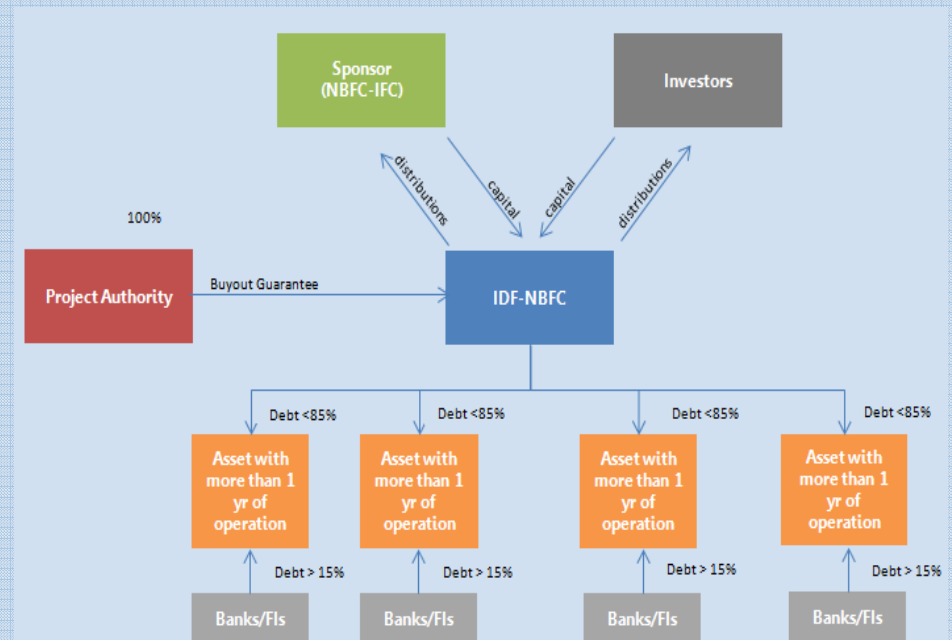 Sponsor
(NBFC-IFC)
Investors
distributions
capital
capital
distributions
100%
Project Authority
Buyout Guarantee
IDF-NBFC
Debt <85%
Debt <85%
Debt <85%
Debt <85%
Asset with
more than 1
yr of
operation
Asset with
more than 1
yr of
operation
Asset with
more than 1
yr of
operation
Asset with
more than 1
yr of
operation
Debt > 15%
Debt > 15%
Debt > 15%
Debt > 15%
Banks/FIs
Banks/FIs
Banks/FIs
Banks/FIs